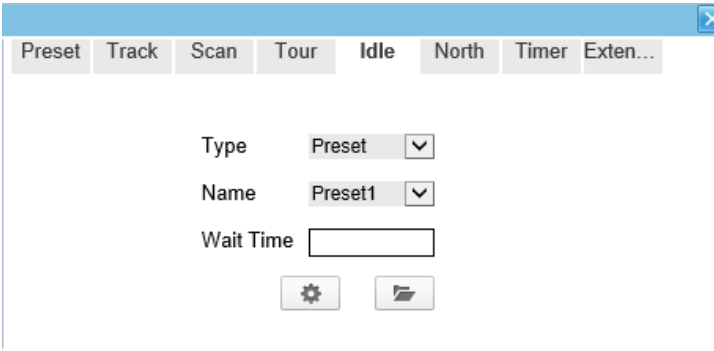 Preset Track Scan Tour Idle North Timer Exten...
Type Preset
Name Preset1
Wait Time